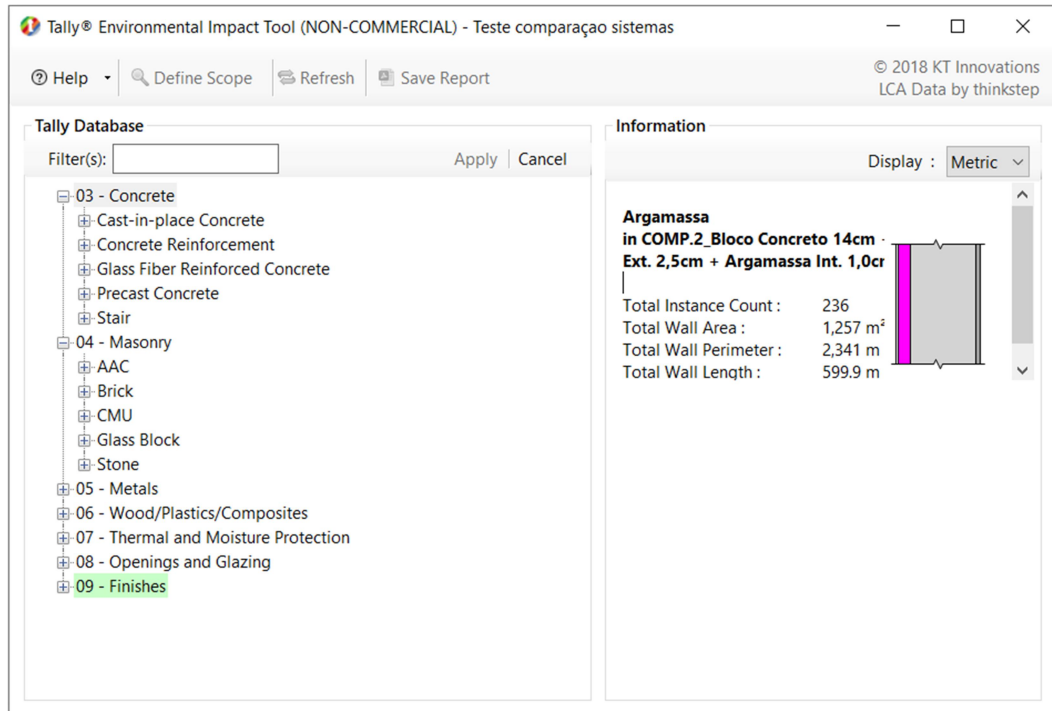 Tally® Environmental Impact Tool (NON-COMMERCIAL) - Teste comparaçao sistemas
Help
Define Scope
Refresh
Save Report
© 2018 KT Innovations
LCA Data by thinkstep
Tally Database
Filter(s):
Apply
Cancel
03 - Concrete
Cast-in-place Concrete
Concrete Reinforcement
Glass Fiber Reinforced Concrete
Precast Concrete
Stair
04 - Masonry
AAC
Brick
CMU
Glass Block
Stone
05 - Metals
06 - Wood/Plastics/Composites
07 - Thermal and Moisture Protection
08 - Openings and Glazing
09 - Finishes
Information
Display : Metric
Argamassa
in COMP.2_Bloco Concreto 14cm
Ext. 2,5cm + Argamassa Int. 1,0cm
Total Instance Count : 236
Total Wall Area : 1,257 m²
Total Wall Perimeter : 2,341 m
Total Wall Length : 599.9 m